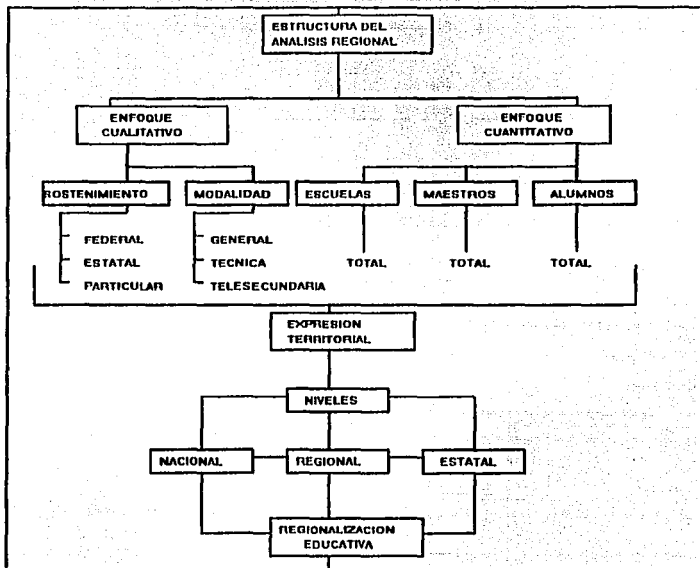 ESTRUCTURA DEL
ANALISIS REGIONAL
ENFOQUE
CUALITATIVO
ENFOQUE
CUANTITATIVO
SOSTENIMIENTO
MODALIDAD
ESCUELAS
MAESTROS
ALUMNOS
FEDERAL
GENERAL
ESTATAL
TECNICA
TOTAL
TOTAL
TOTAL
PARTICULAR
TELESECUNDARIA
EXPRESION
TERRITORIAL
NIVELES
NACIONAL
REGIONAL
ESTATAL
REGIONALIZACION
EDUCATIVA